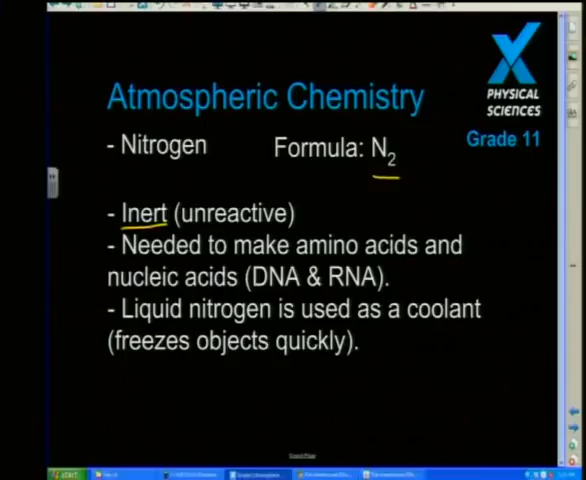 Atmospheric Chemistry
PHYSICAL
SCIENCES
Grade 11
- Nitrogen Formula: N₂
- Inert (unreactive)
- Needed to make amino acids and
nucleic acids (DNA & RNA).
- Liquid nitrogen is used as a coolant
(freezes objects quickly).
START